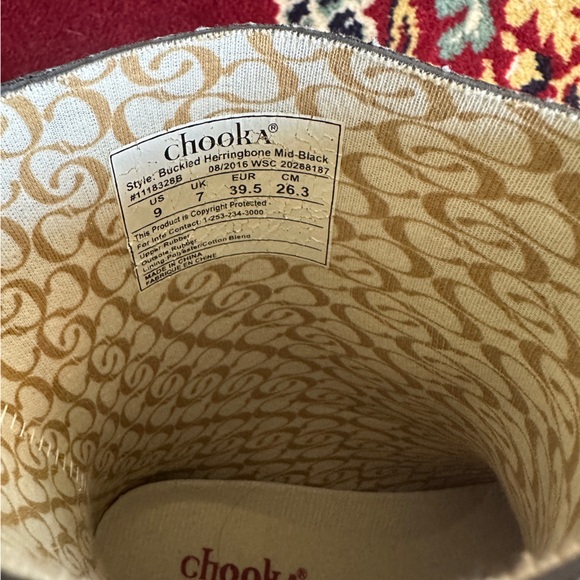 chooka®
Style: Buckled Herringbone Mid-Black
#1118328B 08/2016 WSC 20288187
US UK EUR CM
9 7 39.5 26.3
This Product is Copyright Protected
For Info Contact: 1-253-234-3000
Upper Rubber
Outsole Rubber
Lining-Polyester/Cotton Blend
MADE IN CHINA
FABRIQUE EN CHINE
chooka®